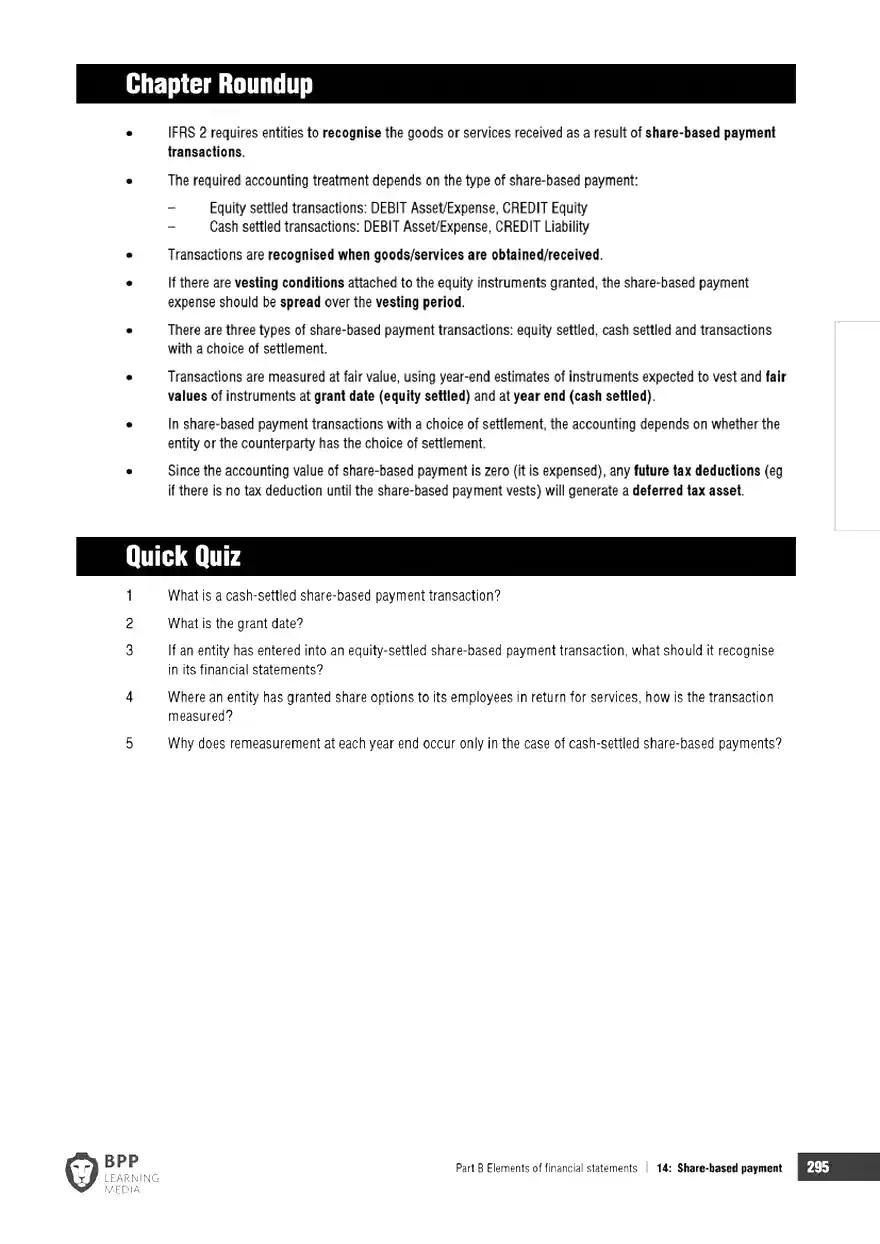 Chapter Roundup
• IFRS 2 requires entities to recognise the goods or services received as a result of share-based payment
transactions.
• The required accounting treatment depends on the type of share-based payment:
– Equity settled transactions: DEBIT Asset/Expense, CREDIT Equity
– Cash settled transactions: DEBIT Asset/Expense, CREDIT Liability
• Transactions are recognised when goods/services are obtained/received.
• If there are vesting conditions attached to the equity instruments granted, the share-based payment
expense should be spread over the vesting period.
• There are three types of share-based payment transactions: equity settled, cash settled and transactions
with a choice of settlement.
• Transactions are measured at fair value, using year-end estimates of instruments expected to vest and fair
values of instruments at grant date (equity settled) and at year end (cash settled).
• In share-based payment transactions with a choice of settlement, the accounting depends on whether the
entity or the counterparty has the choice of settlement.
• Since the accounting value of share-based payment is zero (it is expensed), any future tax deductions (eg
if there is no tax deduction until the share-based payment vests) will generate a deferred tax asset.
Quick Quiz
1 What is a cash-settled share-based payment transaction?
2 What is the grant date?
3 If an entity has entered into an equity-settled share-based payment transaction, what should it recognise
in its financial statements?
4 Where an entity has granted share options to its employees in return for services, how is the transaction
measured?
5 Why does remeasurement at each year end occur only in the case of cash-settled share-based payments?
BPP
LEARNING
MEDIA
Part B Elements of financial statements | 14: Share-based payment 295